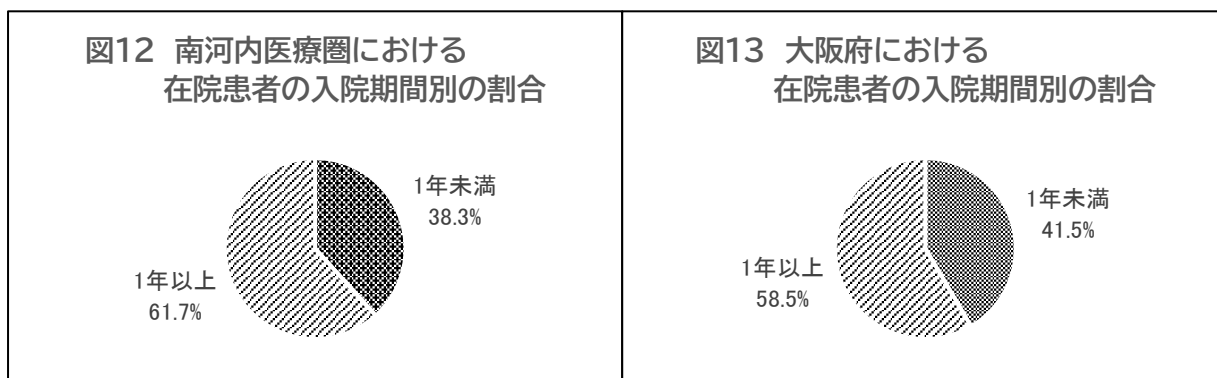 図12 南河内医療圏における
在院患者の入院期間別の割合
1年未満
38.3%
1年以上
61.7%
図13 大阪府における
在院患者の入院期間別の割合
1年未満
41.5%
1年以上
58.5%